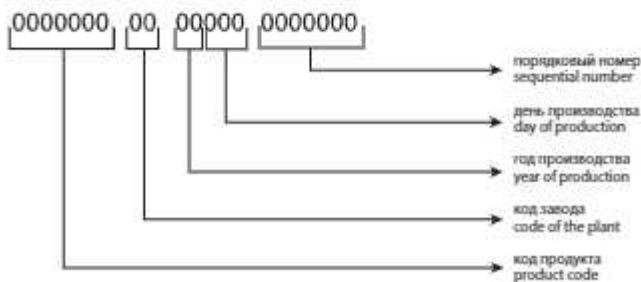 0000000 00 00000 0000000
порядковый номер
sequential number
день производства
day of production
год производства
year of production
код завода
code of the plant
код продукта
product code